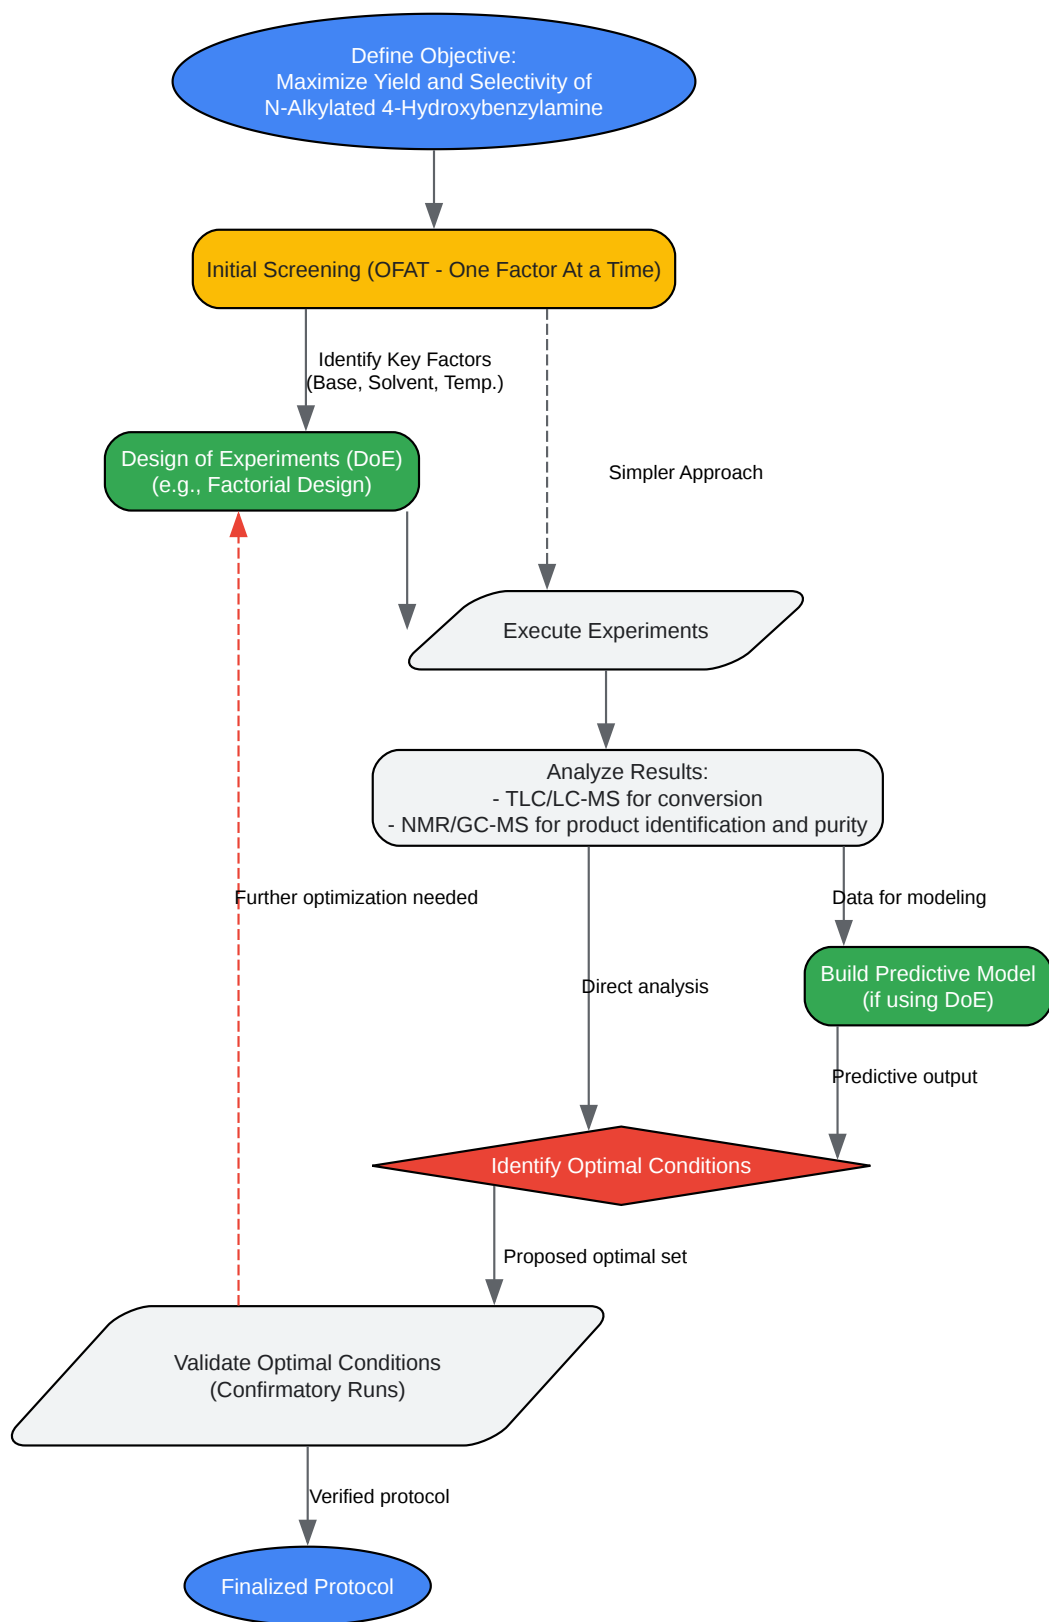 Define Objective:
Maximize Yield and Selectivity of
N-Alkylated 4-Hydroxybenzylamine
Initial Screening (OFAT - One Factor At a Time)
Identify Key Factors
(Base, Solvent, Temp.)
Design of Experiments (DoE)
(e.g., Factorial Design)
Simpler Approach
Execute Experiments
Analyze Results:
- TLC/LC-MS for conversion
- NMR/GC-MS for product identification and purity
Further optimization needed
Data for modeling
Build Predictive Model
(if using DoE)
Direct analysis
Predictive output
Identify Optimal Conditions
Proposed optimal set
Validate Optimal Conditions
(Confirmatory Runs)
Verified protocol
Finalized Protocol